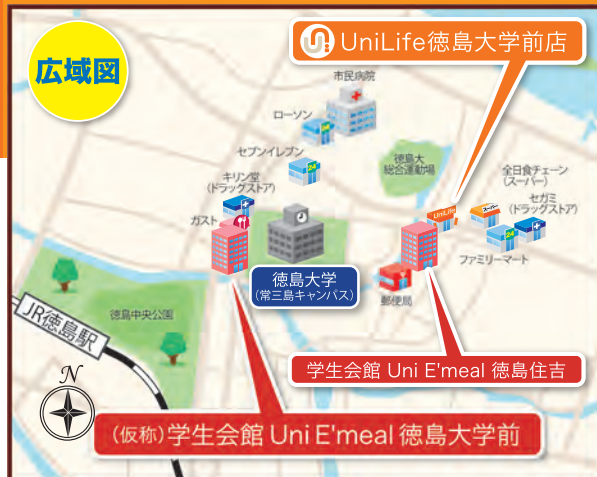 広域図
UniLife徳島大学前店
市民病院
ローソン
24
セブンイレブン
24
徳島大
総合運動場
キリン堂
(ドラッグストア)
ガスト
全日食チェーン
(スーパー)
セガミ
(ドラッグストア)
UniLife
スーパー
24
ファミリーマート
徳島大学
(常三島キャンパス)
郵便局
徳島中央公園
JR徳島駅
学生会館 Uni E'meal 徳島住吉
N
(仮称)学生会館 Uni E'meal 徳島大学前